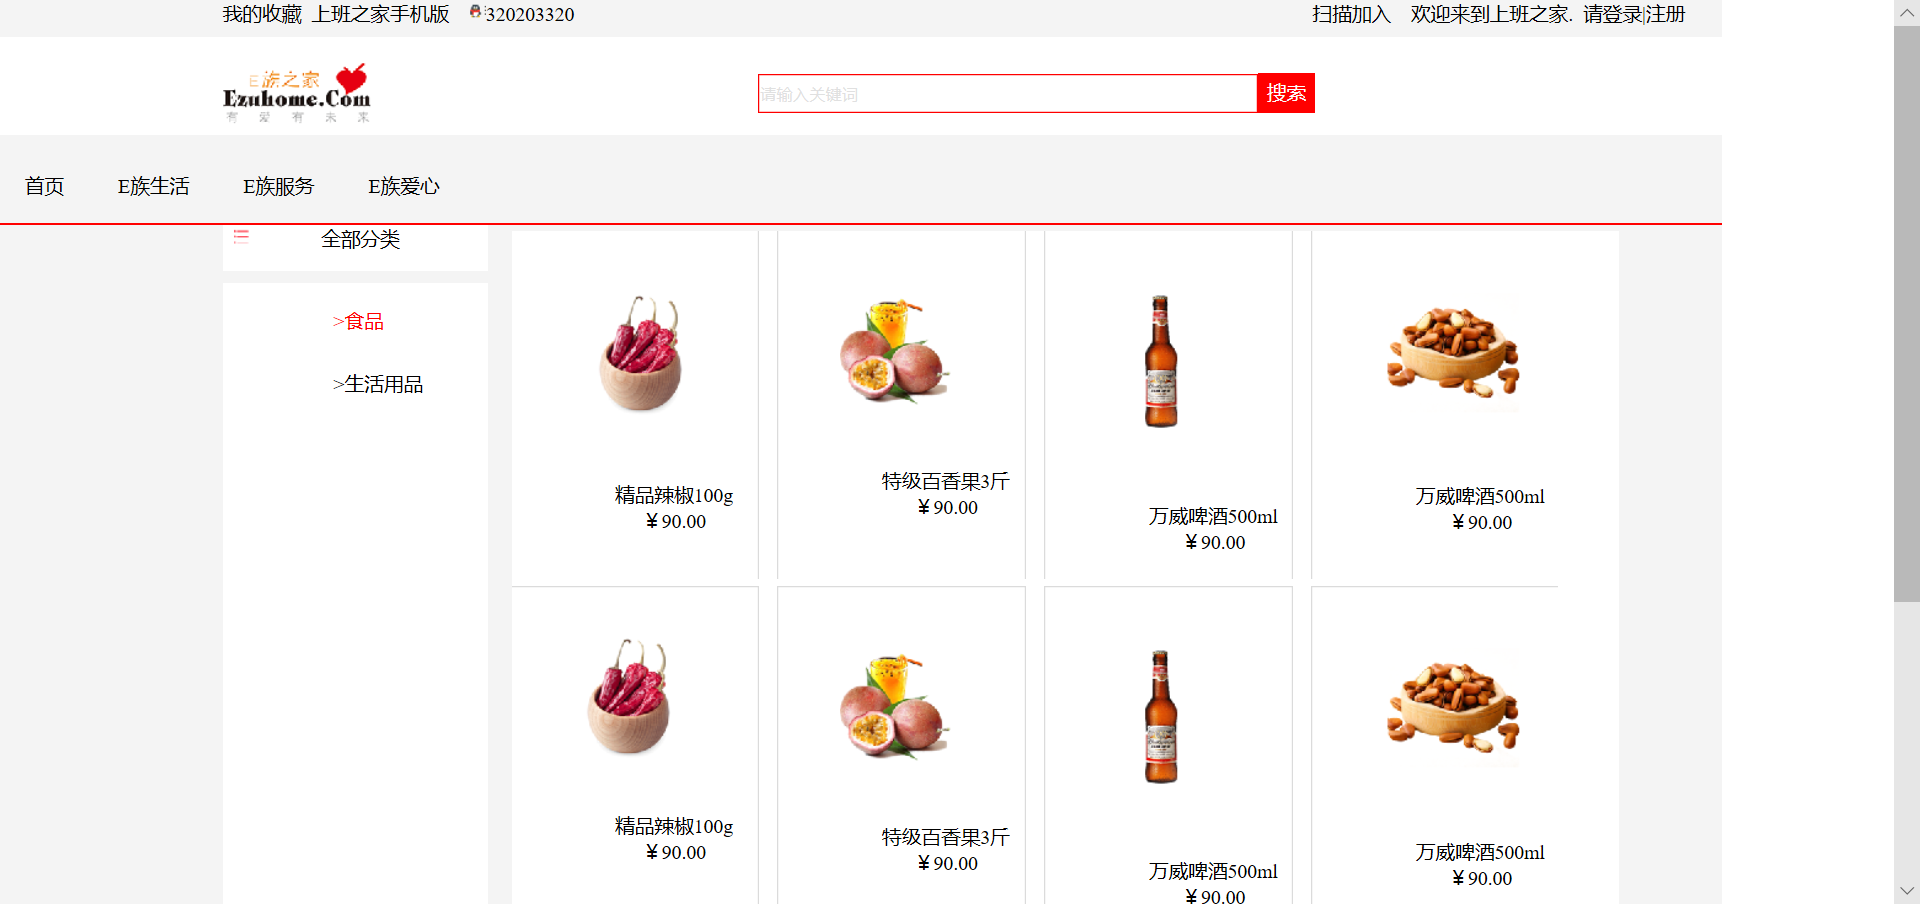 我的收藏 上班之家手机版 320203320 扫描加入 欢迎来到上班之家. 请登录|注册
E族之家
Ezuhome.Com
有爱有未来
请输入关键词 搜索
首页 E族生活 E族服务 E族爱心
全部分类
>食品
>生活用品
精品辣椒100g
￥90.00
特级百香果3斤
￥90.00
万威啤酒500ml
￥90.00
万威啤酒500ml
￥90.00
精品辣椒100g
￥90.00
特级百香果3斤
￥90.00
万威啤酒500ml
￥90.00
万威啤酒500ml
￥90.00